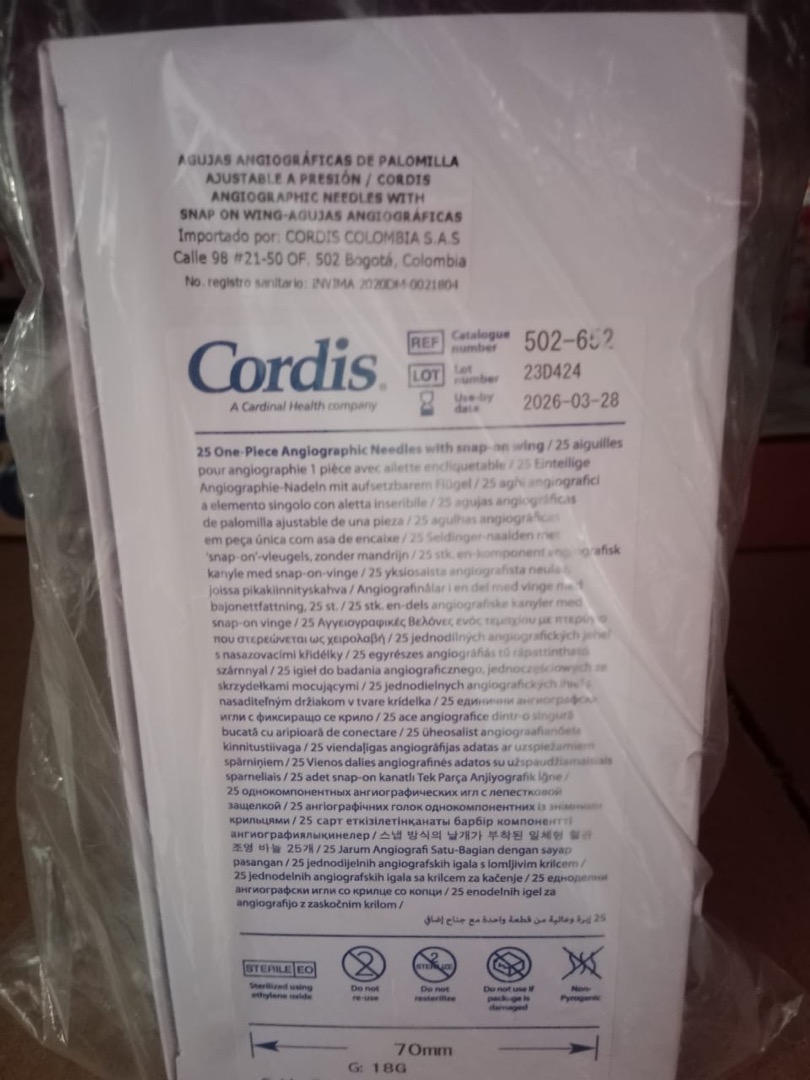 AGUJAS ANGIOGRÁFICAS DE PALOMILLA
AJUSTABLE A PRESIÓN / CORDIS
ANGIOGRAPHIC NEEDLES WITH
SNAP ON WING-AGUJAS ANGIOGRÁFICAS
Importado por: CORDIS COLOMBIA S.A.S
Calle 98 #21-50 OF. 502 Bogotá, Colombia
No. registro sanitario: INVIMA 2020DM-0021804
Cordis®
A Cardinal Health company
REF Catalogue number
LOT Lot number 23D424
Use-by date 2026-03-28
25 One-Piece Angiographic Needles with snap-on wing / 25 aiguilles
pour angiographie 1 pièce avec ailette encliquetable / 25 Einteilige
Angiographie-Nadeln mit aufsetzbarem Flügel / 25 aghi angiografici
a elemento singolo con aletta inseribile / 25 agujas angiográficas
de palomilla ajustable de una pieza / 25 agulhas angiográficas
em peça única com asa de encaixe / 25 Seldinger-naalden met
'snap-on'-vleugels, zonder mandrijn / 25 stk. en-komponent angiografisk
kanyle med snap-on-vinge / 25 yksiosaista angiografista neulaa,
joissa pikakiinnityskahva / Angiografinålar i en del med vinge med
bajonettfattning, 25 st. / 25 stk. en-dels angiografiske kanyler med
snap-on vinge / 25 Αγγειογραφικές Βελόνες ενός τεμαχίου με πτερύγιο
που στερεώνεται ως χειρολαβή / 25 jednodílných angiografických jehel
s nasazovacími křidélky / 25 egyrészes angiográfiás tű rápattintható
szárnnyal / 25 igieł do badania angiograficznego, jednoczęściowych ze
skrzydełkami mocującymi / 25 jednodielnych angiografických ihiel s
nasaditeľným držiakom v tvare krídelka / 25 единични ангиографски
игли с фиксиращо се крило / 25 ace angiografice dintr-o singură
bucată cu aripioară de conectare / 25 üheosalist angiograafianõela
kinnitustiivaga / 25 viendaļīgas angiogrāfijas adatas ar uzspiežamiem
spārniņiem / 25 Vienos dalies angiografinės adatos su užspaudžiamaisiais
sparneliais / 25 adet snap-on kanatlı Tek Parça Anjiyografik İğne /
25 однокомпонентных ангиографических игл с лепестковой
защелкой / 25 ангіографічних голок однокомпонентних із знімними
крильцями / 25 сарт еткізілетінқанаты барбір компонентті
ангиографиялықинелер / 스냅 방식의 날개가 부착된 일체형 혈관
조영 바늘 25개 / 25 Jarum Angiografi Satu-Bagian dengan sayap
pasangan / 25 jednodijelnih angiografskih igala s lomljivim krilcem /
25 jednodelnih angiografskih igala sa krilcem za kačenje / 25 едноделни
ангиографски игли со крилце со копци / 25 enodelnih igel za
angiografijo z zaskočnim krilom /
25 إبرة وعائية من قطعة واحدة مع جناح إضافي
STERILE EO
Sterilized using ethylene oxide
2
Do not re-use
2 STERILIZE
Do not resterilize
Do not use if package is damaged
Non-Pyrogenic
70mm
G: 18G